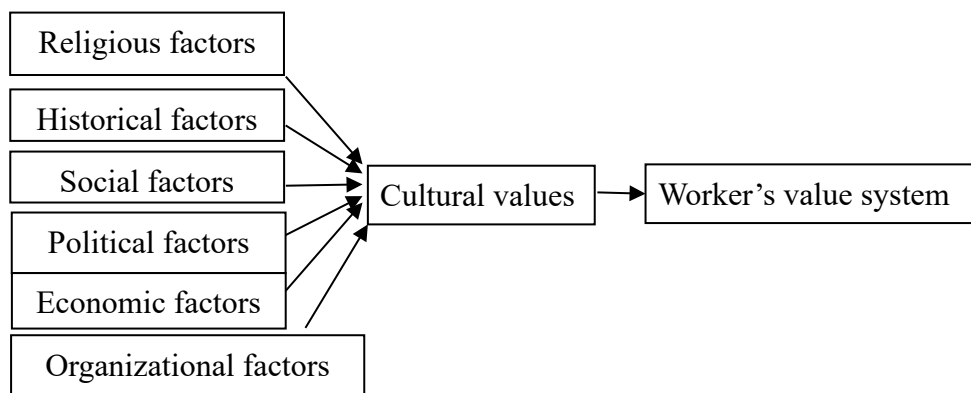 Religious factors
Historical factors
Social factors
Political factors
Economic factors
Organizational factors
Cultural values
Worker’s value system